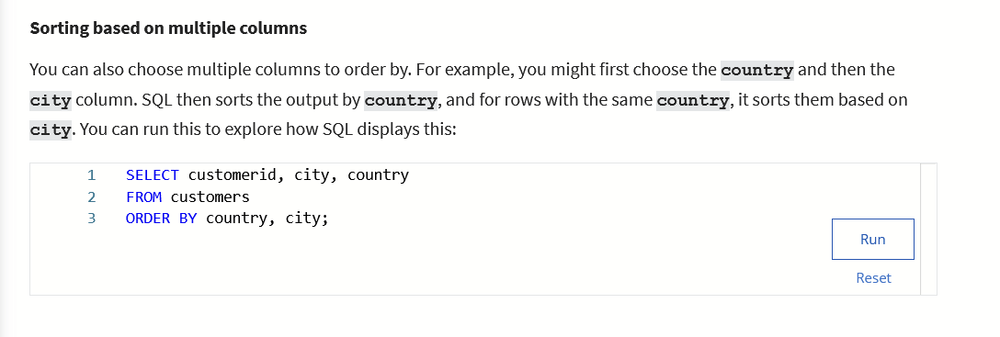 Sorting based on multiple columns
You can also choose multiple columns to order by. For example, you might first choose the country and then the
city column. SQL then sorts the output by country, and for rows with the same country, it sorts them based on
city. You can run this to explore how SQL displays this:
1 SELECT customerid, city, country
2 FROM customers
3 ORDER BY country, city;
Run
Reset